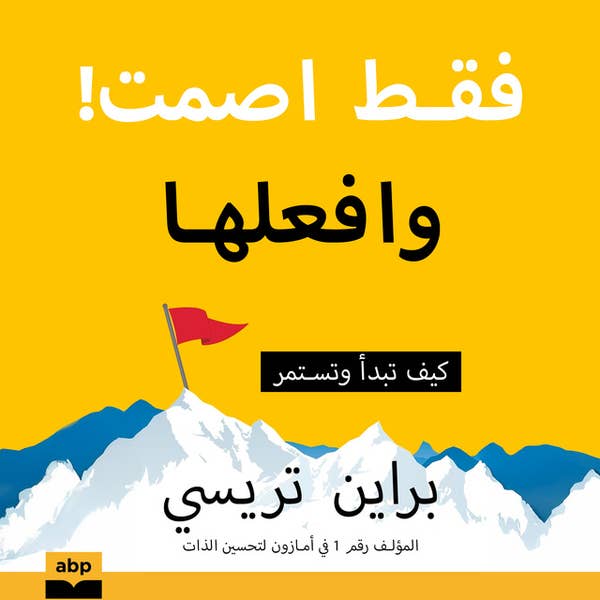 فقط اصمت!
وافعلها
كيف تبدأ وتستمر
براين تريسي
المؤلف رقم 1 في أمازون لتحسين الذات
abp